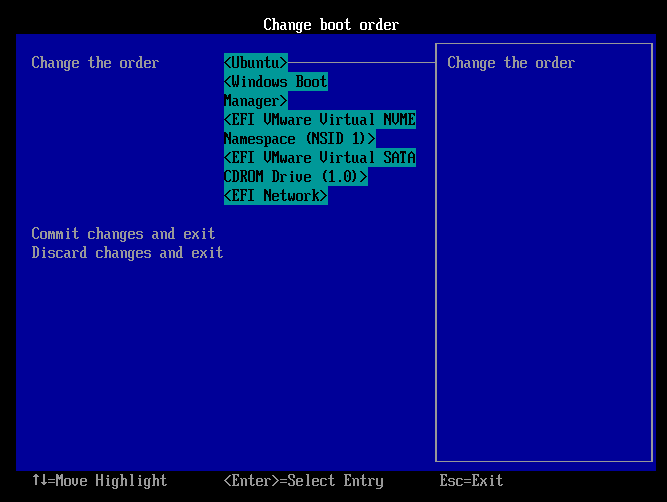 Change boot order
Change the order
<Ubuntu>
<Windows Boot
Manager>
<EFI VMware Virtual NVME
Namespace (NSID 1)>
<EFI VMware Virtual SATA
CDROM Drive (1.0)>
<EFI Network>
Change the order
Commit changes and exit
Discard changes and exit
↑↓=Move Highlight
<Enter>=Select Entry
Esc=Exit